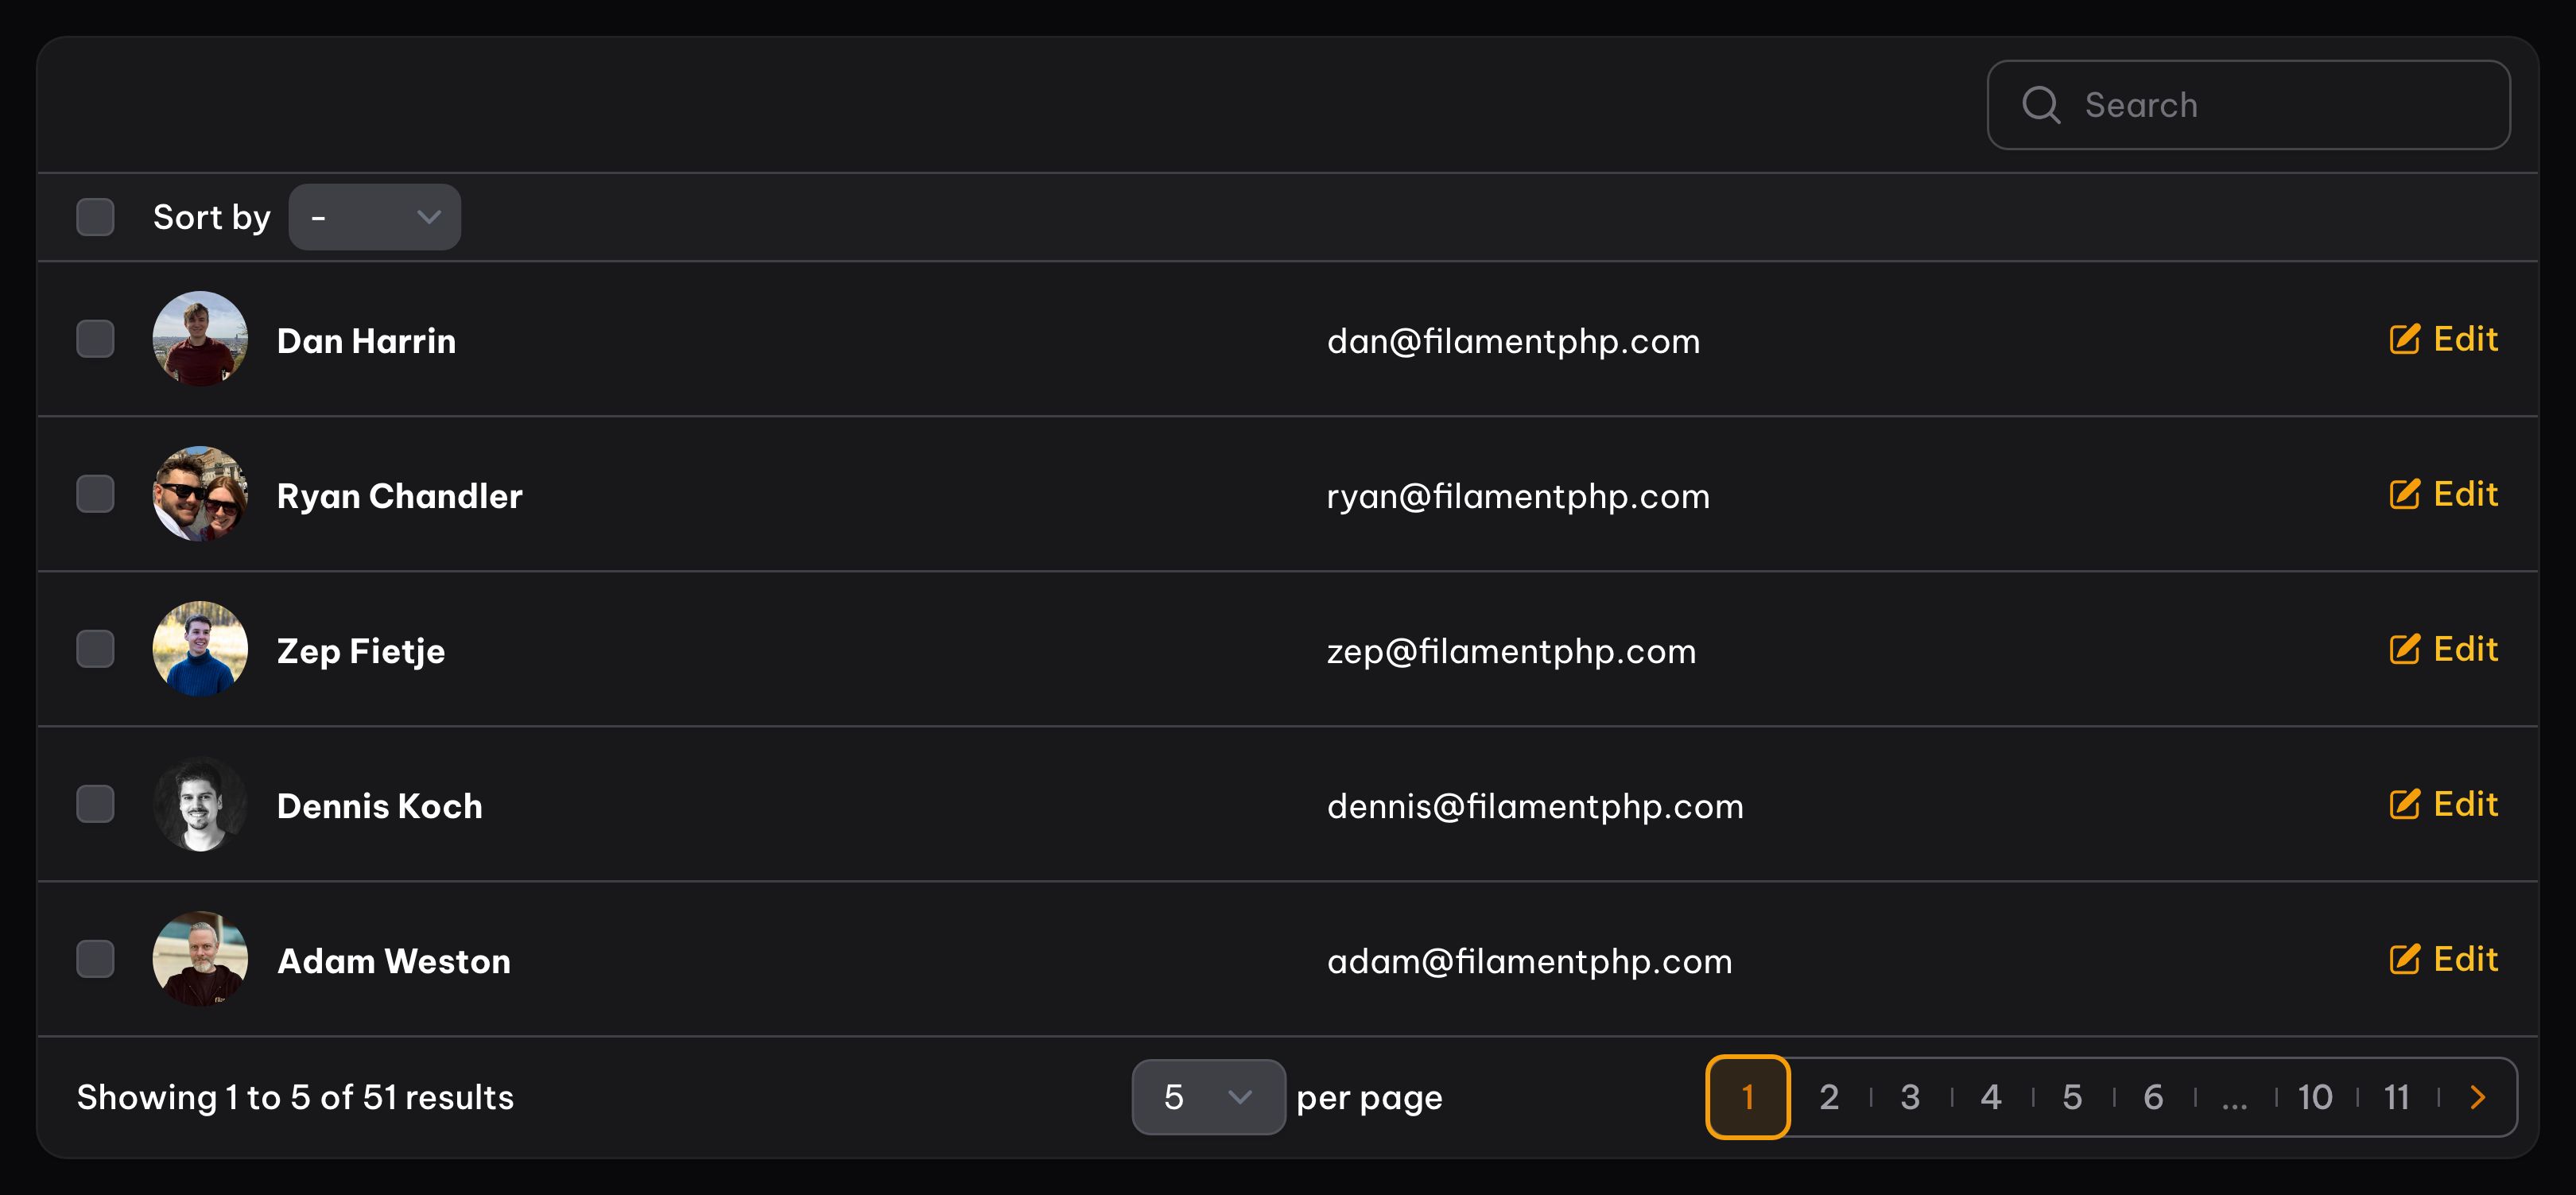 Search
Sort by -
Dan Harrin dan@filamentphp.com Edit
Ryan Chandler ryan@filamentphp.com Edit
Zep Fietje zep@filamentphp.com Edit
Dennis Koch dennis@filamentphp.com Edit
Adam Weston adam@filamentphp.com Edit
Showing 1 to 5 of 51 results 5 per page 1 2 3 4 5 6 ... 10 11